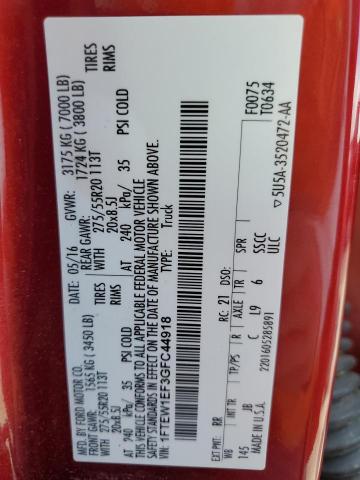 MFD. BY FORD MOTOR CO.
DATE: 05/16 GVWR: 3175 KG ( 7000 LB)
FRONT GAWR: 1565 KG (3450 LB) REAR GAWR: 1724 KG (3800 LB)
275/55R20 113T TIRES WITH 275/55R20 113T TIRES
20x8.5J RIMS 20x8.5J RIMS
AT 240 kPa/ 35 PSI COLD AT 240 kPa/ 35 PSI COLD
THIS VEHICLE CONFORMS TO ALL APPLICABLE FEDERAL MOTOR VEHICLE
SAFETY STANDARDS IN EFFECT ON THE DATE OF MANUFACTURE SHOWN ABOVE.
VIN: 1FTEW1EF3GFC44918 TYPE: Truck
F0075
T0634
EXT PNT: RR RC: 21 DSO:
WB INT TR TP/PS R AXLE TR SPR
145 JB C L9 6 5SCC
MADE IN U.S.A. ULC
2201605285891
▽5U5A-3520472-AA